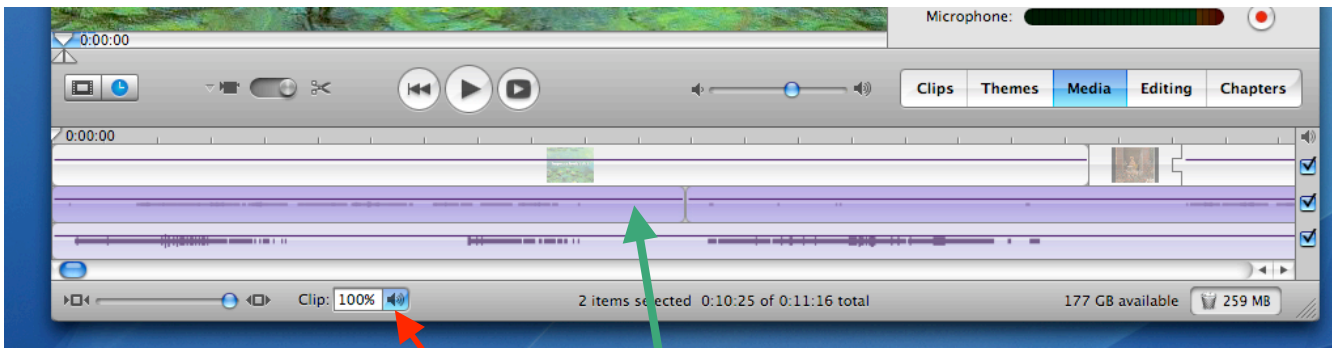 Microphone:
0:00:00
Clips Themes Media Editing Chapters
0:00:00
Clip: 100% 2 items selected 0:10:25 of 0:11:16 total 177 GB available 259 MB